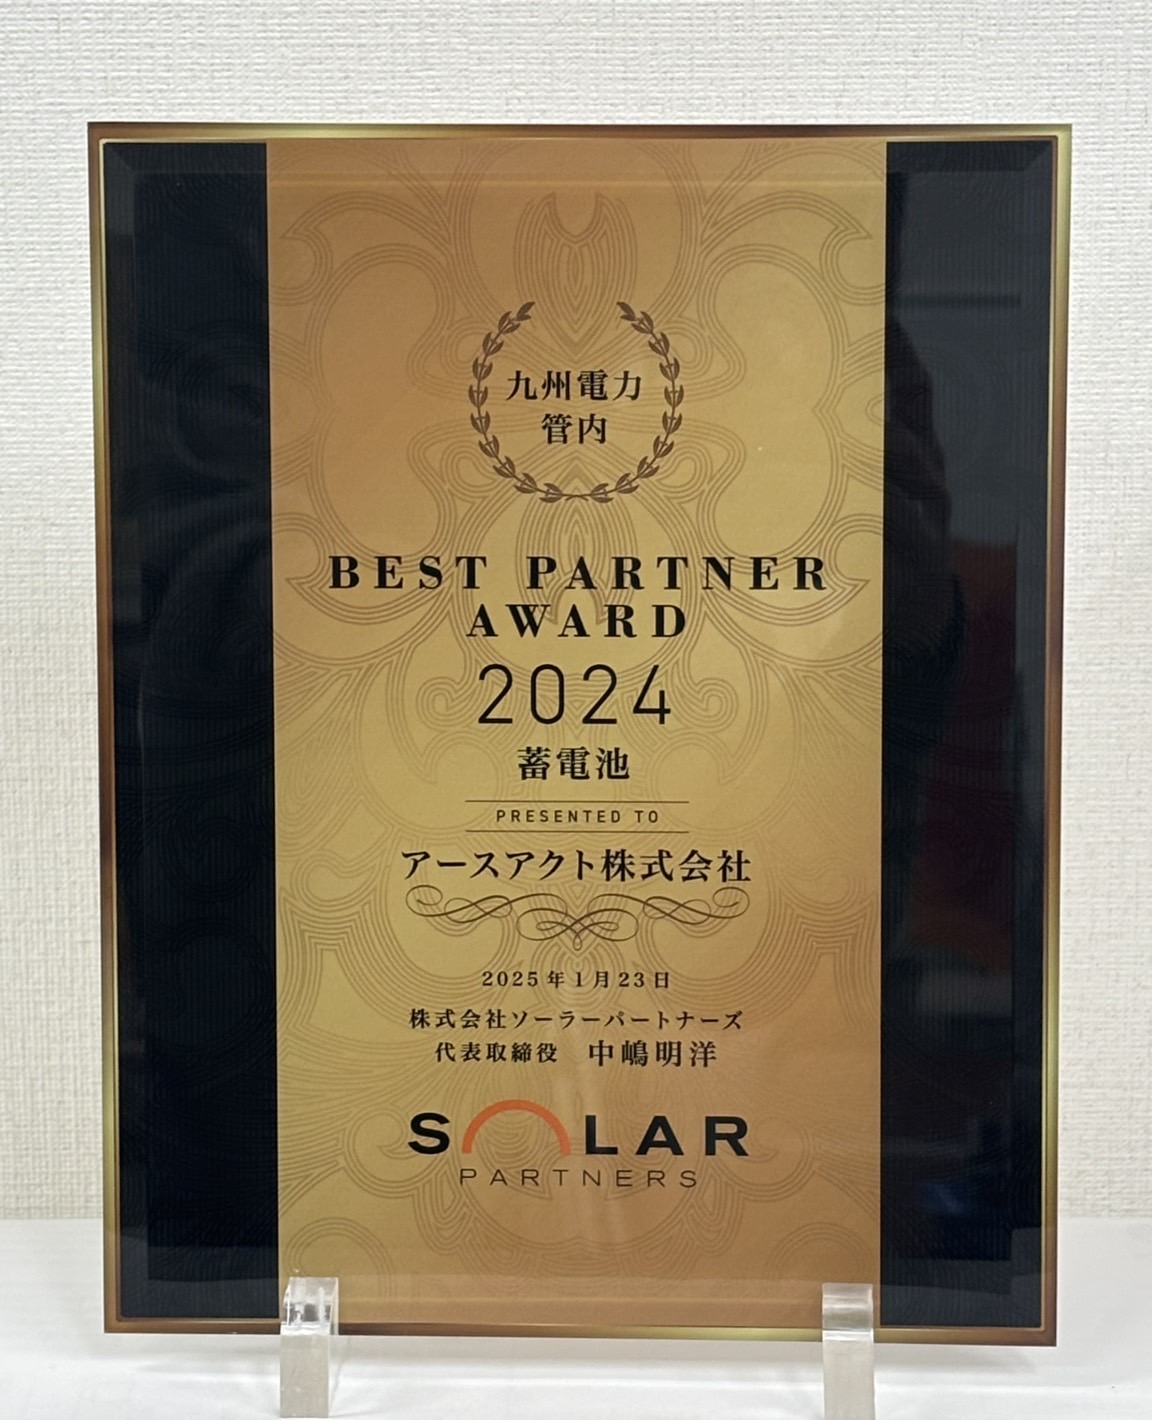 九州電力
管内
BEST PARTNER
AWARD
2024
蓄電池
PRESENTED TO
アースアクト株式会社
2025年1月23日
株式会社ソーラーパートナーズ
代表取締役 中嶋明洋
SOLAR
PARTNERS